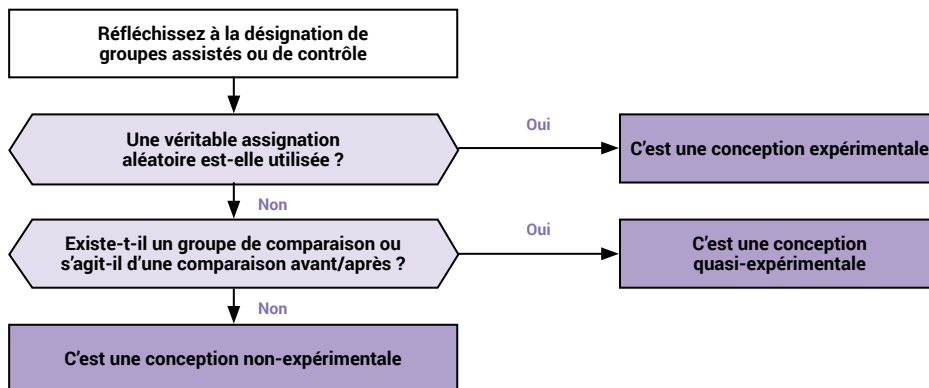 Réfléchissez à la désignation de
groupes assistés ou de contrôle
Une véritable assignation
aléatoire est-elle utilisée ?
Oui
C’est une conception expérimentale
Non
Existe-t-il un groupe de comparaison ou
s’agit-il d’une comparaison avant/après ?
Oui
C’est une conception
quasi-expérimentale
Non
C’est une conception non-expérimentale